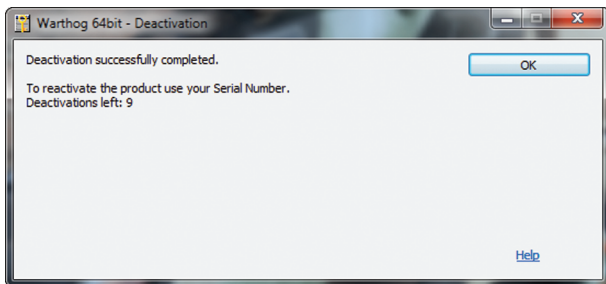 Warthog 64bit - Deactivation
Deactivation successfully completed.
OK
To reactivate the product use your Serial Number.
Deactivations left: 9
Help